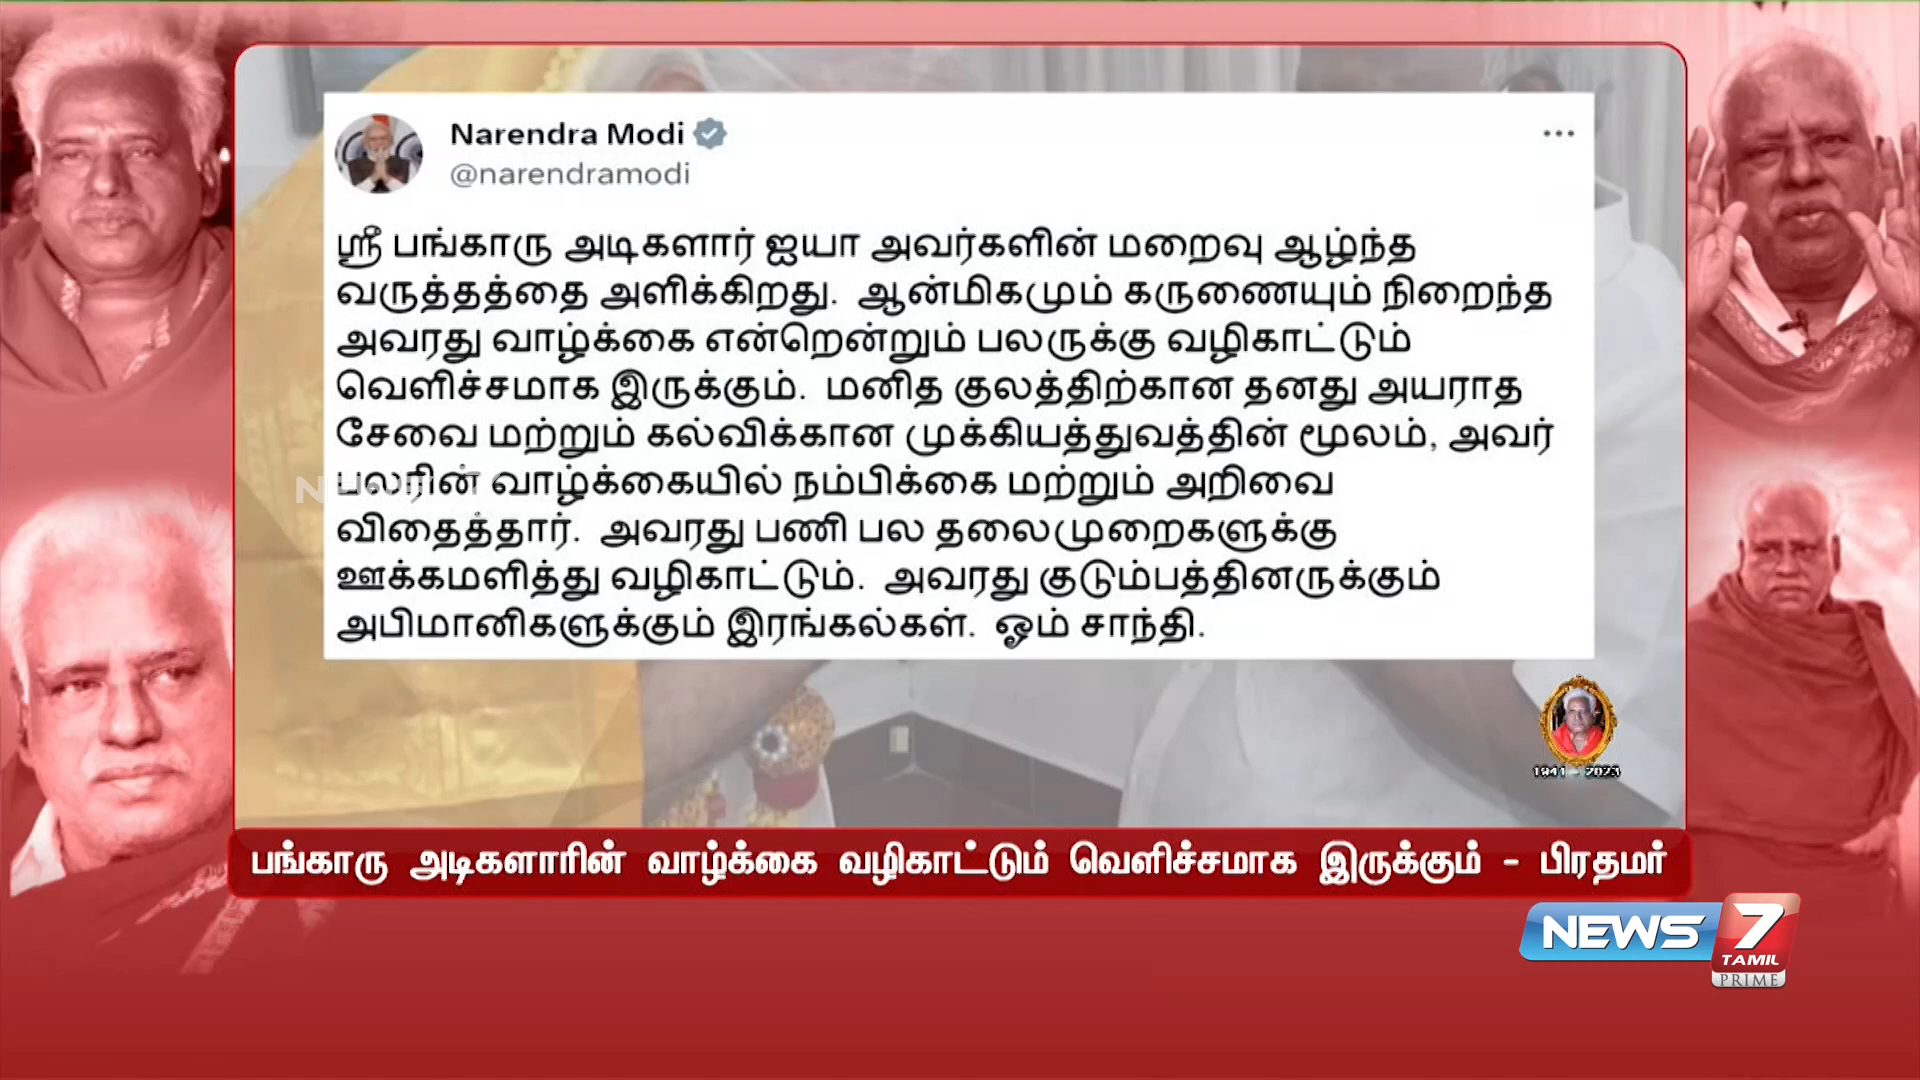 Narendra Modi
@narendramodi
ஸ்ரீ பங்காரு அடிகளார் ஐயா அவர்களின் மறைவு ஆழ்ந்த
வருத்தத்தை அளிக்கிறது. ஆன்மிகமும் கருணையும் நிறைந்த
அவரது வாழ்க்கை என்றென்றும் பலருக்கு வழிகாட்டும்
வெளிச்சமாக இருக்கும். மனித குலத்திற்கான தனது அயராத
சேவை மற்றும் கல்விக்கான முக்கியத்துவத்தின் மூலம், அவர்
பலரின் வாழ்க்கையில் நம்பிக்கை மற்றும் அறிவை
விதைத்தார். அவரது பணி பல தலைமுறைகளுக்கு
ஊக்கமளித்து வழிகாட்டும். அவரது குடும்பத்தினருக்கும்
அபிமானிகளுக்கும் இரங்கல்கள். ஓம் சாந்தி.
1941 - 2023
பங்காரு அடிகளாரின் வாழ்க்கை வழிகாட்டும் வெளிச்சமாக இருக்கும் - பிரதமர்
NEWS 7
TAMIL
PRIME